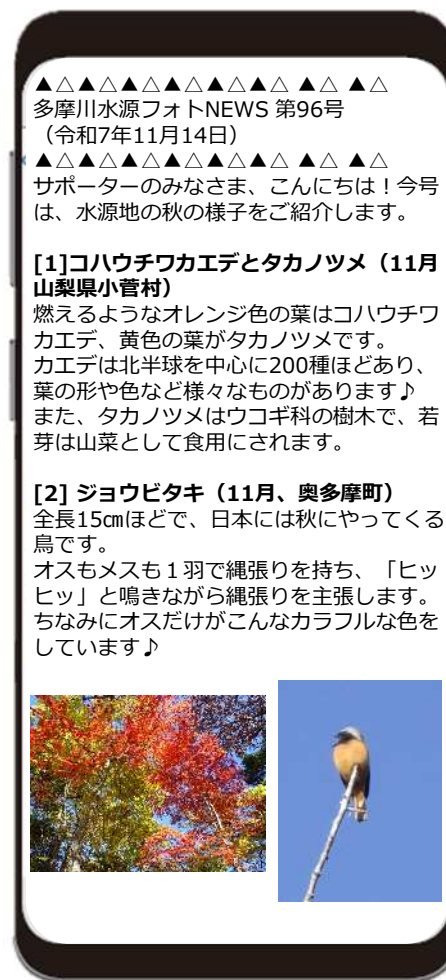 ▲△▲△▲△▲△▲△▲△ ▲△ ▲△
多摩川水源フォトNEWS 第96号
（令和7年11月14日）
▲△▲△▲△▲△▲△▲△ ▲△ ▲△
サポーターのみなさま、こんにちは！今号
は、水源地の秋の様子をご紹介します。
[1]コハウチワカエデとタカノツメ（11月
山梨県小菅村）
燃えるようなオレンジ色の葉はコハウチワ
カエデ、黄色の葉がタカノツメです。
カエデは北半球を中心に200種ほどあり、
葉の形や色など様々なものがあります♪
また、タカノツメはウコギ科の樹木で、若
芽は山菜として食用にされます。
[2] ジョウビタキ（11月、奥多摩町）
全長15㎝ほどで、日本には秋にやってくる
鳥です。
オスもメスも１羽で縄張りを持ち、「ヒッ
ヒッ」と鳴きながら縄張りを主張します。
ちなみにオスだけがこんなカラフルな色を
しています♪